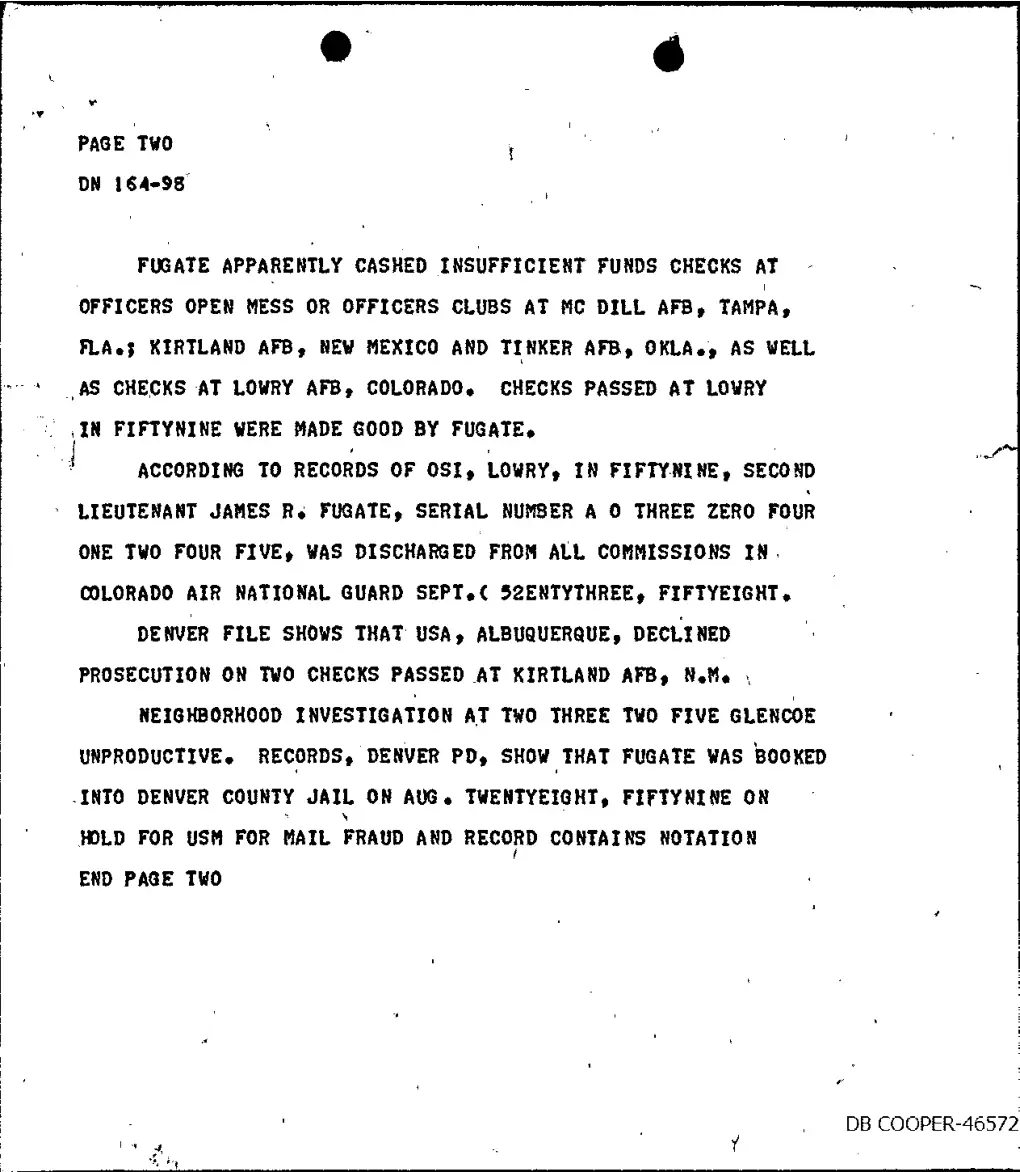 PAGE TWO
DN 164-98
FUGATE APPARENTLY CASHED INSUFFICIENT FUNDS CHECKS AT
OFFICERS OPEN MESS OR OFFICERS CLUBS AT MC DILL AFB, TAMPA,
FLA.; KIRTLAND AFB, NEW MEXICO AND TINKER AFB, OKLA., AS WELL
AS CHECKS AT LOWRY AFB, COLORADO. CHECKS PASSED AT LOWRY
IN FIFTYNINE WERE MADE GOOD BY FUGATE.
ACCORDING TO RECORDS OF OSI, LOWRY, IN FIFTYNINE, SECOND
LIEUTENANT JAMES R. FUGATE, SERIAL NUMBER A O THREE ZERO FOUR
ONE TWO FOUR FIVE, WAS DISCHARGED FROM ALL COMMISSIONS IN
COLORADO AIR NATIONAL GUARD SEPT.( 52ENTYTHREE, FIFTYEIGHT.
DENVER FILE SHOWS THAT USA, ALBUQUERQUE, DECLINED
PROSECUTION ON TWO CHECKS PASSED AT KIRTLAND AFB, N.M.
NEIGHBORHOOD INVESTIGATION AT TWO THREE TWO FIVE GLENCOE
UNPRODUCTIVE. RECORDS, DENVER PD, SHOW THAT FUGATE WAS BOOKED
INTO DENVER COUNTY JAIL ON AUG. TWENTYEIGHT, FIFTYNINE ON
HOLD FOR USM FOR MAIL FRAUD AND RECORD CONTAINS NOTATION
END PAGE TWO
DB COOPER-46572